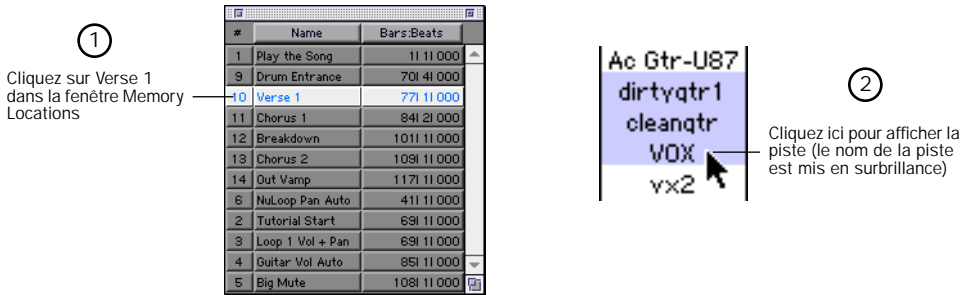 1
Cliquez sur Verse 1
dans la fenêtre Memory
Locations
# Name Bars:Beats
1 Play the Song 1| 1| 000
9 Drum Entrance 70| 4| 000
10 Verse 1 77| 1| 000
11 Chorus 1 84| 2| 000
12 Breakdown 101| 1| 000
13 Chorus 2 109| 1| 000
14 Out Vamp 117| 1| 000
6 NuLoop Pan Auto 41| 1| 000
2 Tutorial Start 69| 1| 000
3 Loop 1 Vol + Pan 69| 1| 000
4 Guitar Vol Auto 85| 1| 000
5 Big Mute 108| 1| 000
Ac Gtr-U87
dirtygtr1
cleangtr
VOX
vx2
2
Cliquez ici pour afficher la
piste (le nom de la piste
est mis en surbrillance)